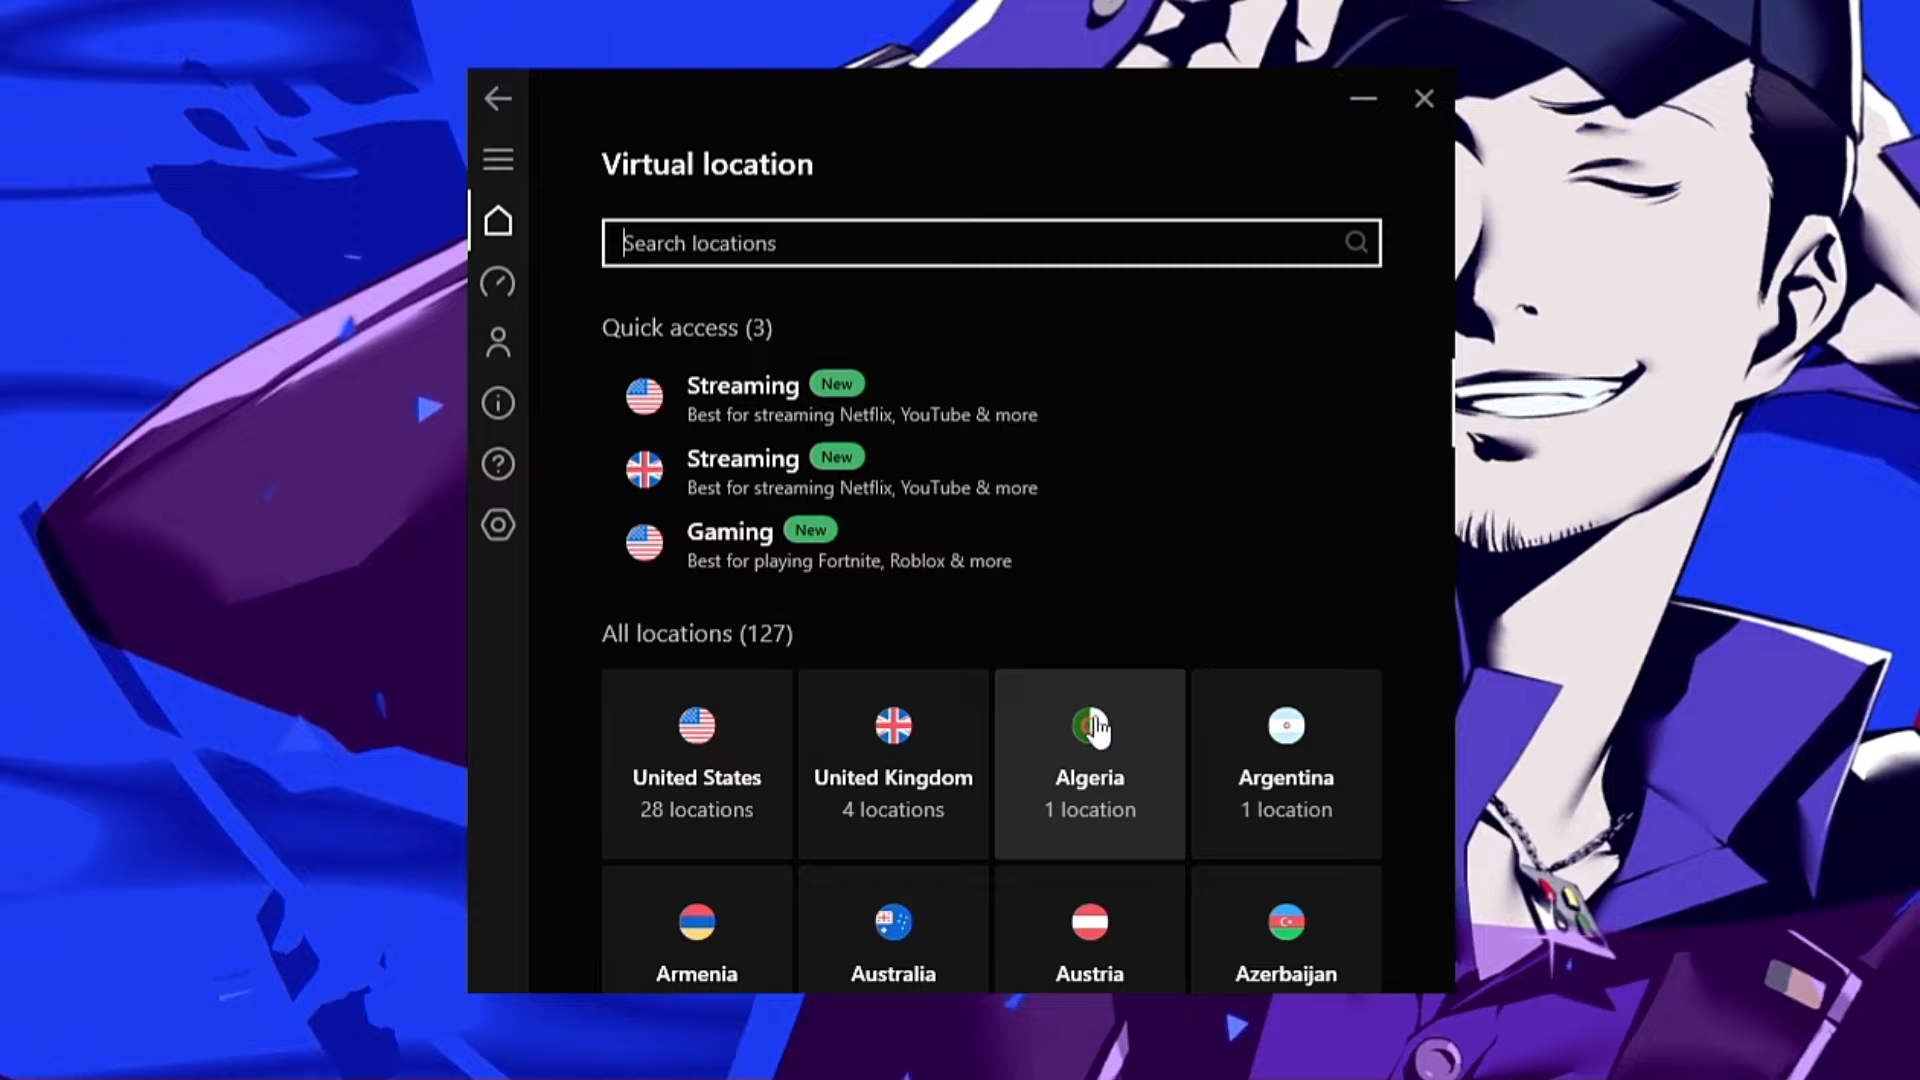 Virtual location
Search locations
Quick access (3)
Streaming New
Best for streaming Netflix, YouTube & more
Streaming New
Best for streaming Netflix, YouTube & more
Gaming New
Best for playing Fortnite, Roblox & more
All locations (127)
United States United Kingdom Algeria Argentina
28 locations 4 locations 1 location 1 location
Armenia Australia Austria Azerbaijan